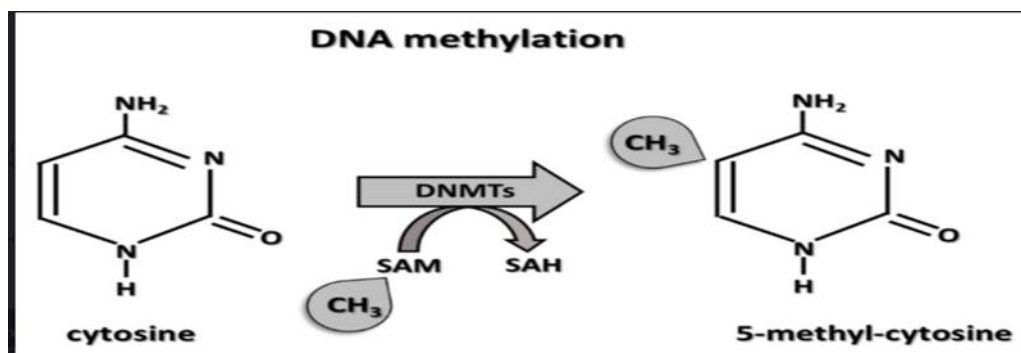 DNA methylation
NH₂
N
O
N
H
cytosine
DNMTs
SAM
SAH
CH₃
CH₃
NH₂
N
O
N
H
5-methyl-cytosine